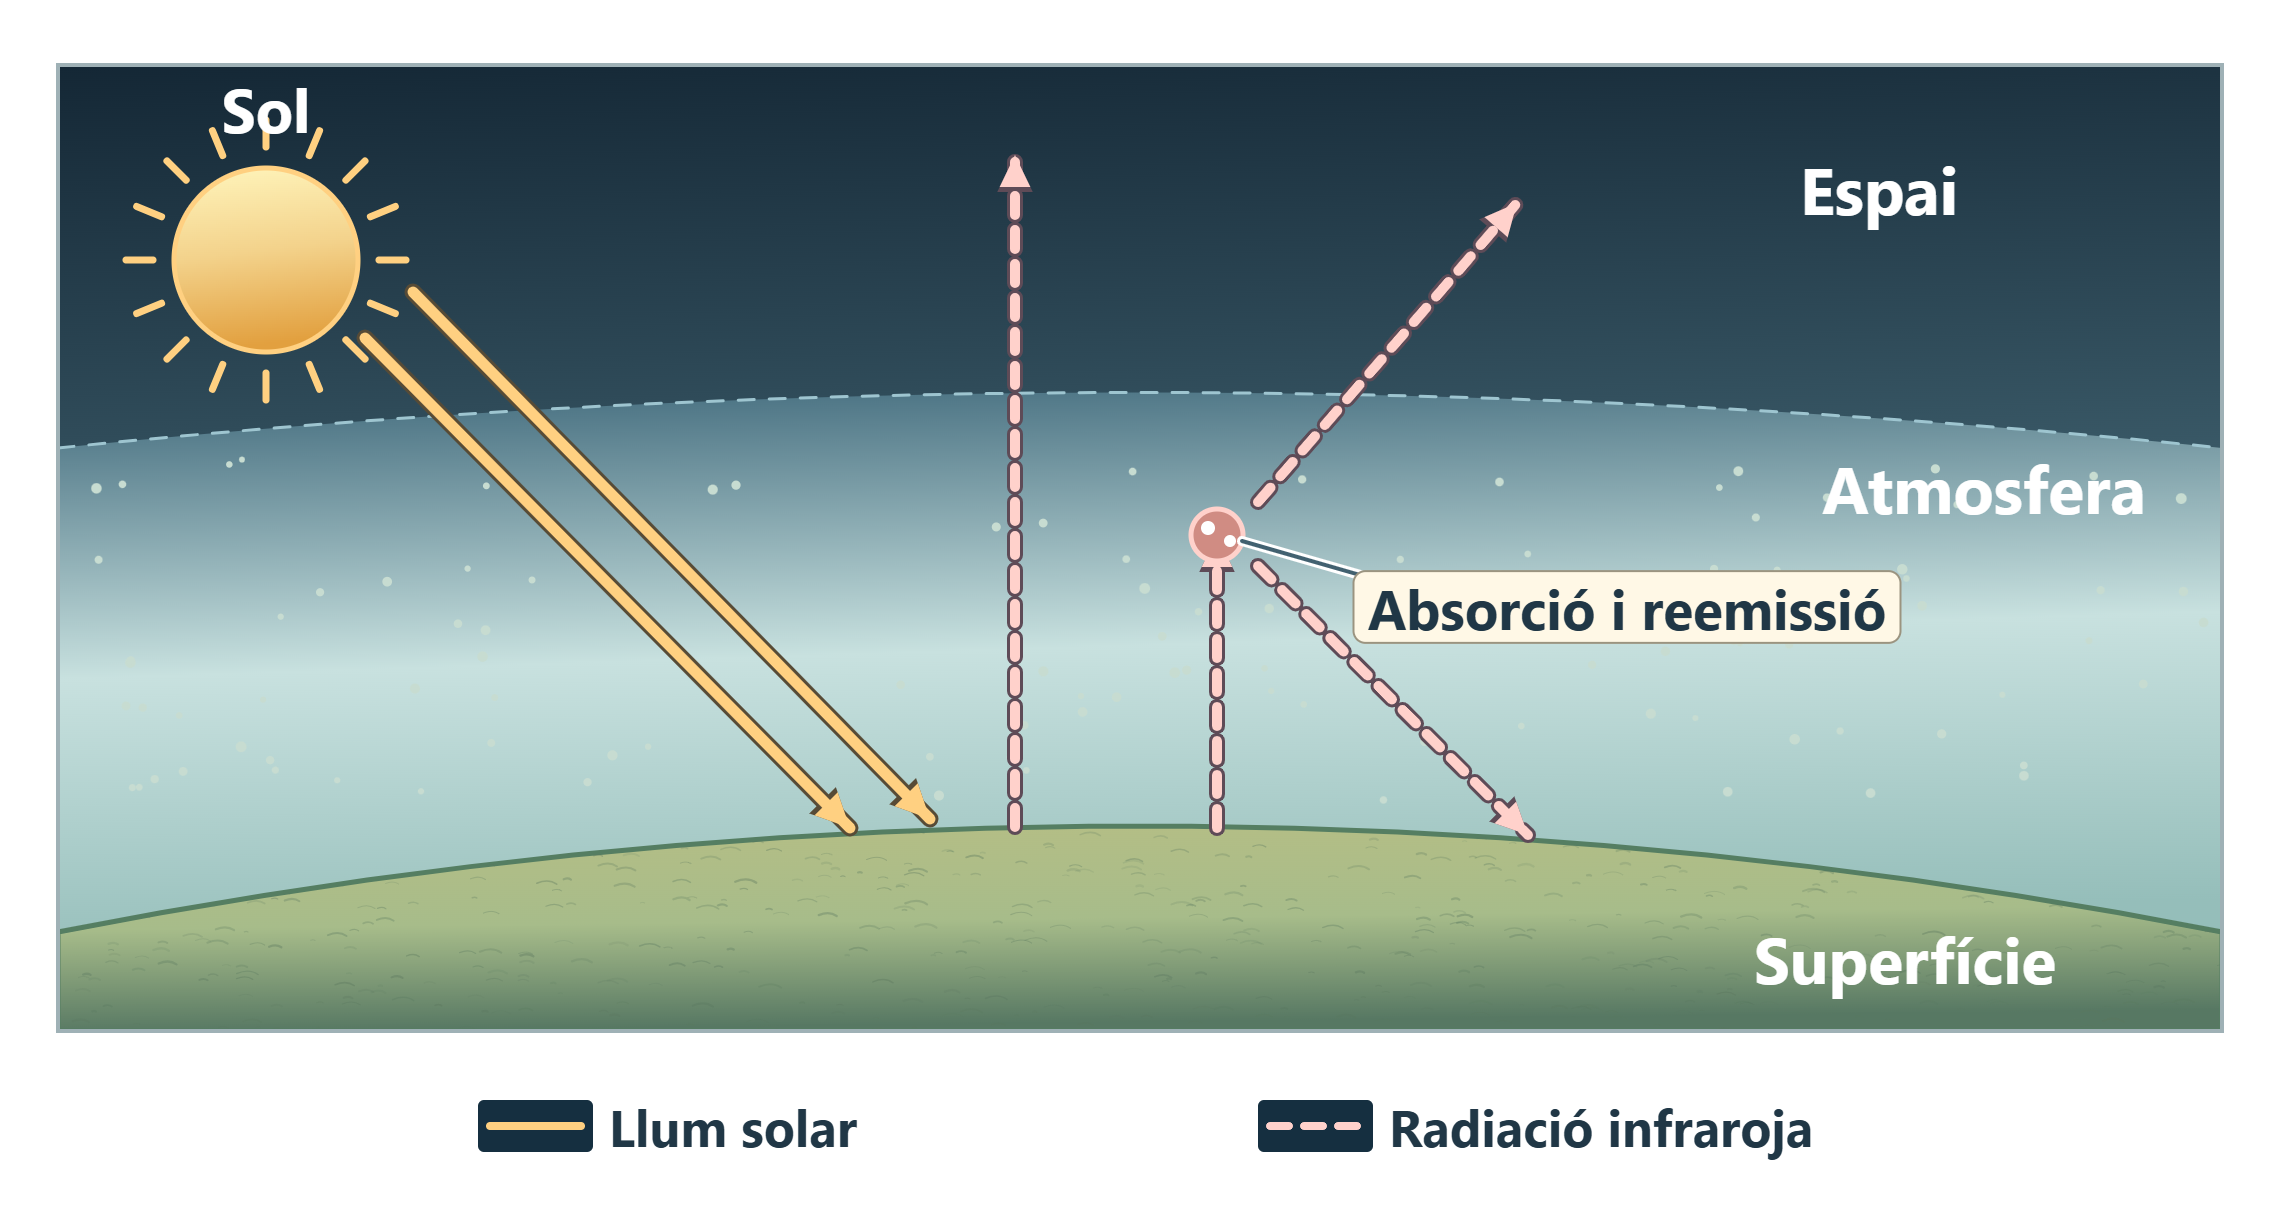 Sol
Espai
Atmosfera
Absorció i reemissió
Superfície
Llum solar
Radiació infraroja